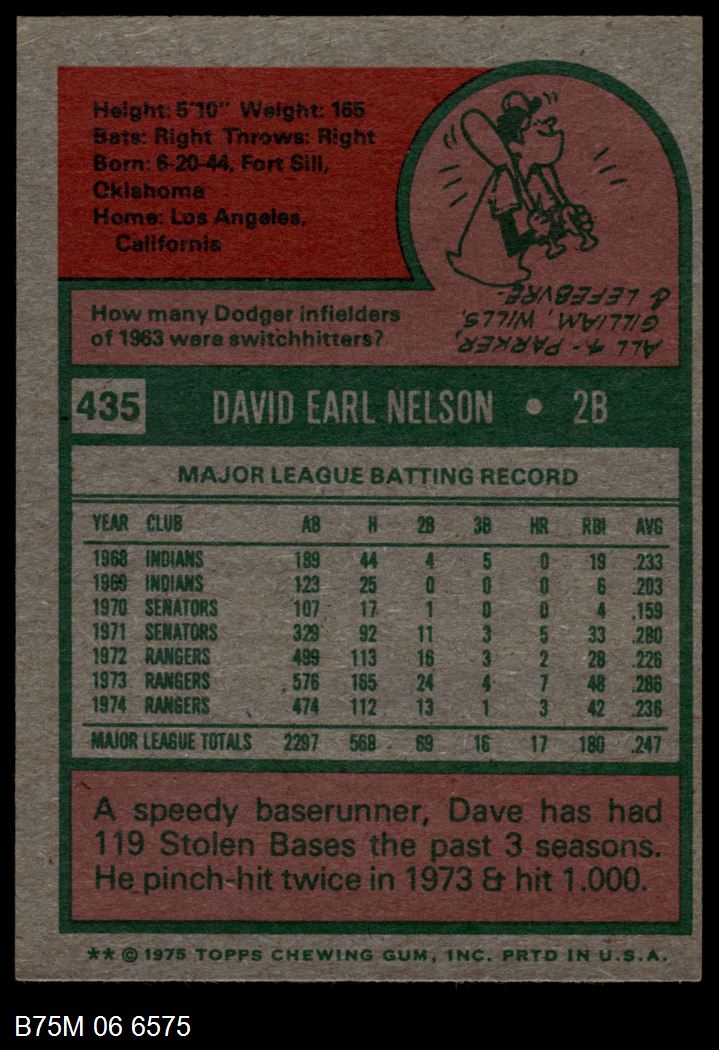 Height: 5'10" Weight: 165
Bats: Right Throws: Right
Born: 6-20-44, Fort Sill,
Oklahoma
Home: Los Angeles,
California
How many Dodger infielders
of 1963 were switchhitters?
ALL 4 - PARKER,
GILLIAM, WILLS,
& LEFEBVRE-
435 DAVID EARL NELSON • 2B
MAJOR LEAGUE BATTING RECORD
YEAR CLUB AB H 2B 3B HR RBI AVG
1968 INDIANS 189 44 4 5 0 19 .233
1969 INDIANS 123 25 0 0 0 6 .203
1970 SENATORS 107 17 1 0 0 4 .159
1971 SENATORS 329 92 11 3 5 33 .280
1972 RANGERS 499 113 16 3 2 28 .226
1973 RANGERS 576 165 24 4 7 48 .286
1974 RANGERS 474 112 13 1 3 42 .236
MAJOR LEAGUE TOTALS 2297 568 69 16 17 180 .247
A speedy baserunner, Dave has had
119 Stolen Bases the past 3 seasons.
He pinch-hit twice in 1973 & hit 1.000.
** © 1975 TOPPS CHEWING GUM, INC. PRTD IN U.S.A.
B75M 06 6575